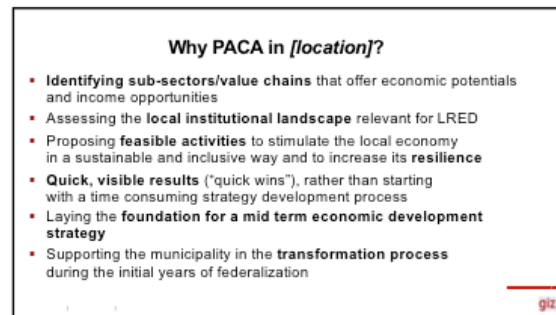 Why PACA in [location]?
▪ Identifying sub-sectors/value chains that offer economic potentials
and income opportunities
▪ Assessing the local institutional landscape relevant for LRED
▪ Proposing feasible activities to stimulate the local economy
in a sustainable and inclusive way and to increase its resilience
▪ Quick, visible results (“quick wins”), rather than starting
with a time consuming strategy development process
▪ Laying the foundation for a mid term economic development
strategy
▪ Supporting the municipality in the transformation process
during the initial years of federalization
giz